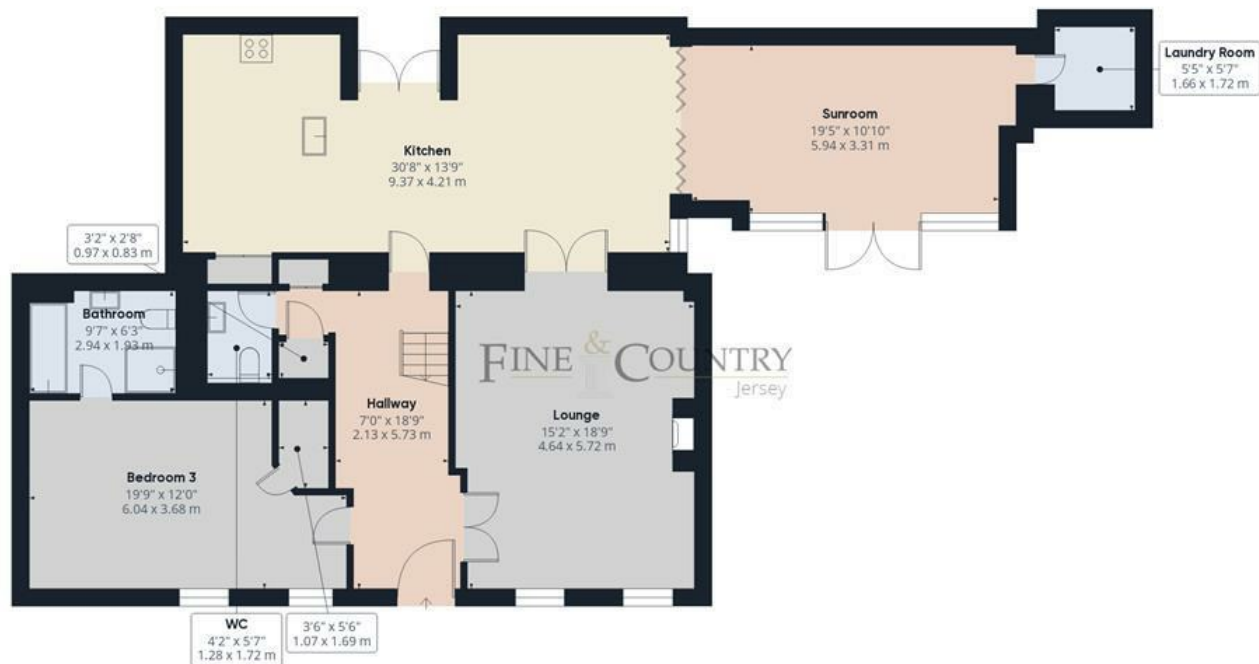 Laundry Room
5'5" x 5'7"
1.66 x 1.72 m
Sunroom
19'5" x 10'10"
5.94 x 3.31 m
Kitchen
30'8" x 13'9"
9.37 x 4.21 m
3'2" x 2'8"
0.97 x 0.83 m
Bathroom
9'7" x 6'3"
2.94 x 1.93 m
FINE & COUNTRY
Jersey
Hallway
7'0" x 18'9"
2.13 x 5.73 m
Lounge
15'2" x 18'9"
4.64 x 5.72 m
Bedroom 3
19'9" x 12'0"
6.04 x 3.68 m
WC
4'2" x 5'7"
1.28 x 1.72 m
3'6" x 5'6"
1.07 x 1.69 m